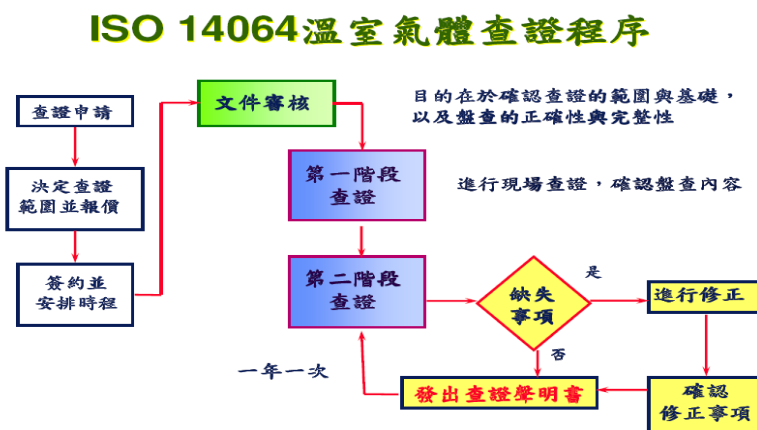 ISO 14064溫室氣體查證程序
查證申請
決定查證
範圍並報價
簽約並
安排時程
文件審核
目的在於確認查證的範圍與基礎，
以及盤查的正確性與完整性
第一階段
查證
進行現場查證，確認盤查內容
第二階段
查證
缺失
事項
是
進行修正
否
確認
修正事項
發出查證聲明書
一年一次